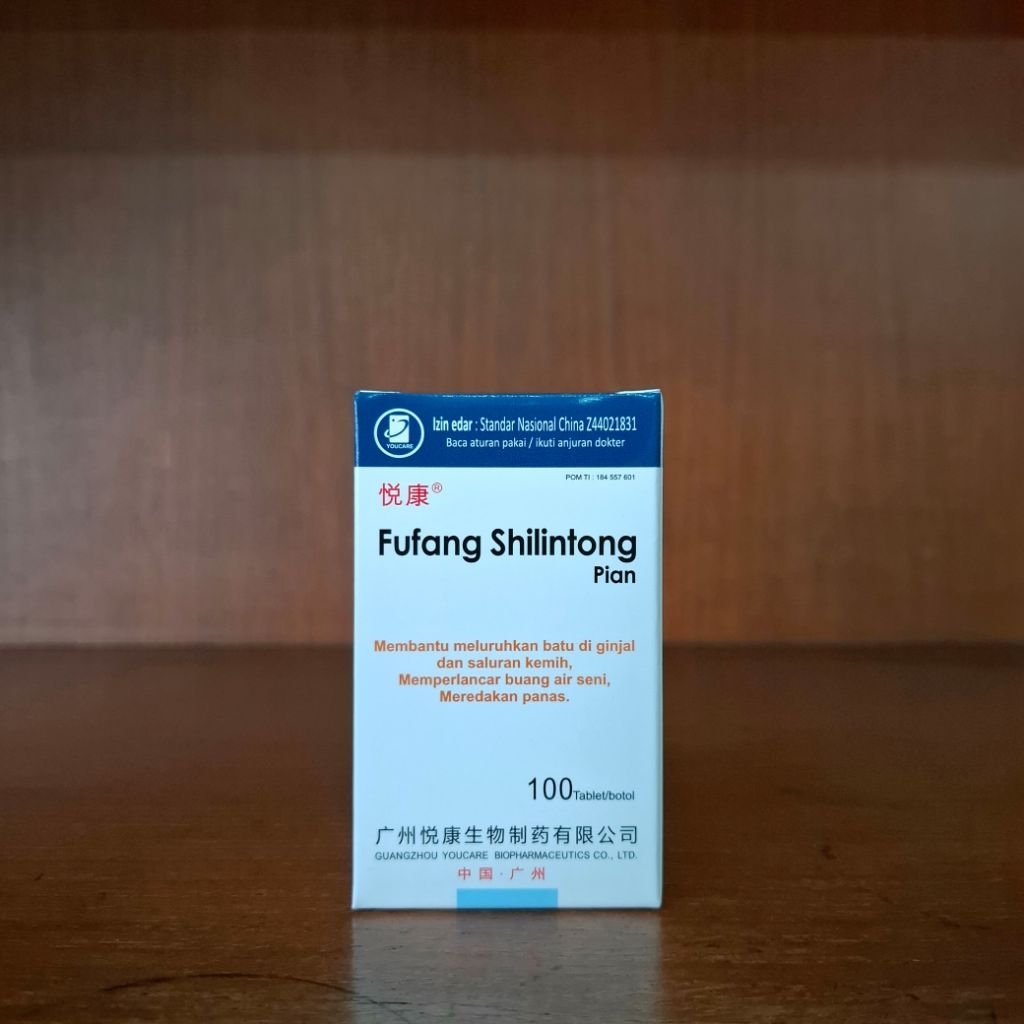 YOUCARE
Izin edar : Standar Nasional China Z44021831
Baca aturan pakai / ikuti anjuran dokter
POM TI : 184 557 601
悦康®
Fufang Shilintong
Pian
Membantu meluruhkan batu di ginjal
dan saluran kemih,
Memperlancar buang air seni,
Meredakan panas.
100 Tablet/botol
广州悦康生物制药有限公司
GUANGZHOU YOUCARE BIOPHARMACEUTICS CO., LTD.
中国·广州